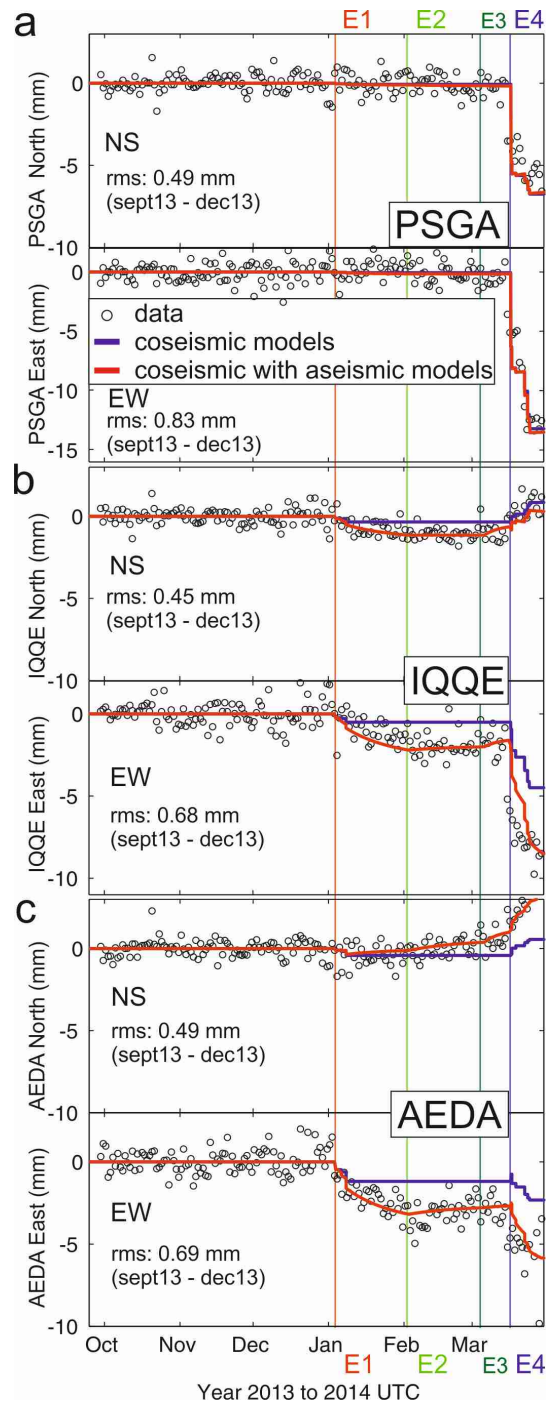 a
E1
E2
E3
E4
PSGA North (mm)
0
-5
-10
NS
rms: 0.49 mm
(sept13 - dec13)
PSGA
PSGA East (mm)
0
-5
-10
-15
data
coseismic models
coseismic with aseismic models
EW
rms: 0.83 mm
(sept13 - dec13)
b
IQQE North (mm)
0
-5
-10
NS
rms: 0.45 mm
(sept13 - dec13)
IQQE
IQQE East (mm)
0
-5
-10
EW
rms: 0.68 mm
(sept13 - dec13)
c
AEDA North (mm)
0
-5
-10
NS
rms: 0.49 mm
(sept13 - dec13)
AEDA
AEDA East (mm)
0
-5
-10
EW
rms: 0.69 mm
(sept13 - dec13)
Oct Nov Dec Jan Feb Mar
E1 E2 E3 E4
Year 2013 to 2014 UTC